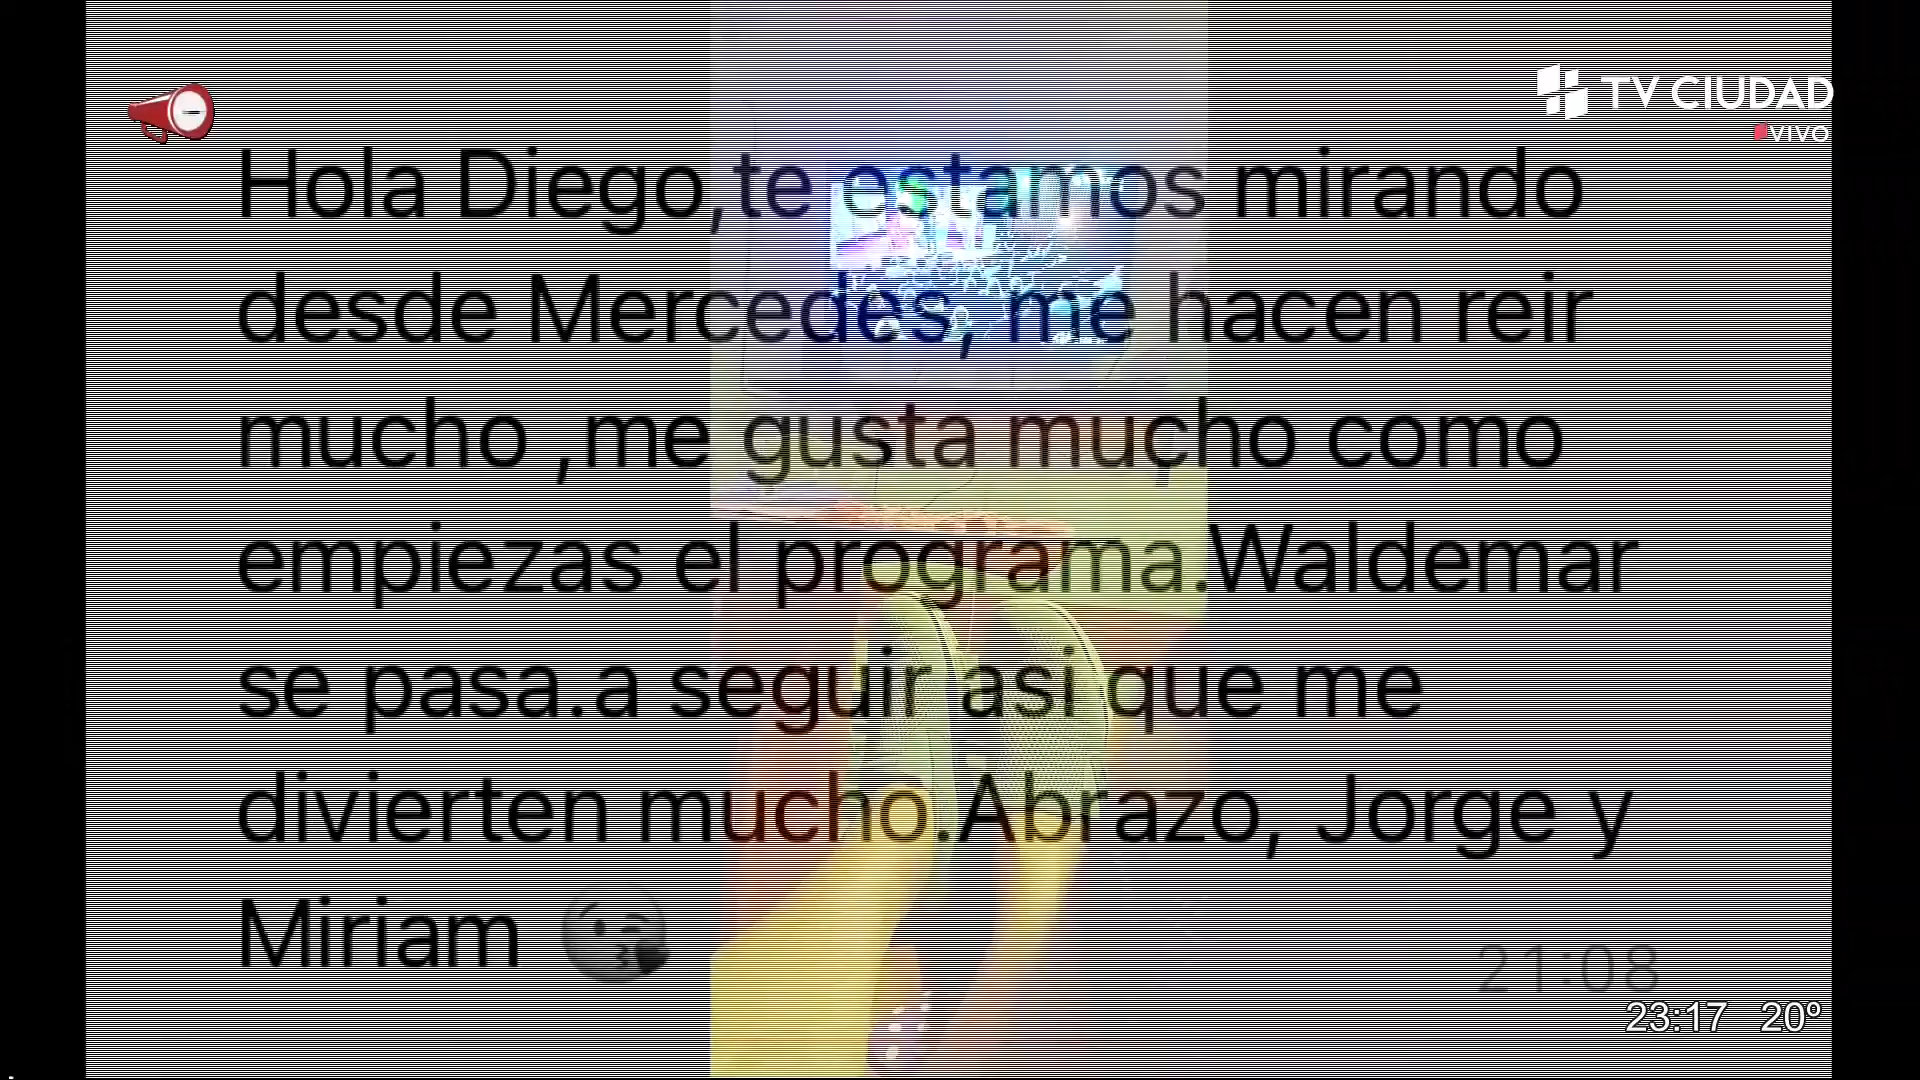 TV CIUDAD
VIVO
Hola Diego,te estamos mirando
desde Mercedes, me hacen reir
mucho ,me gusta mucho como
empiezas el programa.Waldemar
se pasa.a seguir asi que me
divierten mucho.Abrazo, Jorge y
Miriam 😘
21:08
23:17 20º